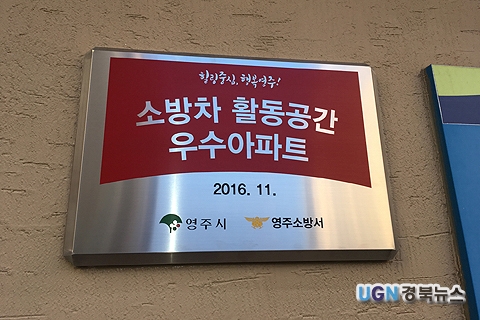 힐링중심, 행복영주!
소방차 활동공간
우수아파트
2016. 11.
영주시 영주소방서
UGN경북뉴스